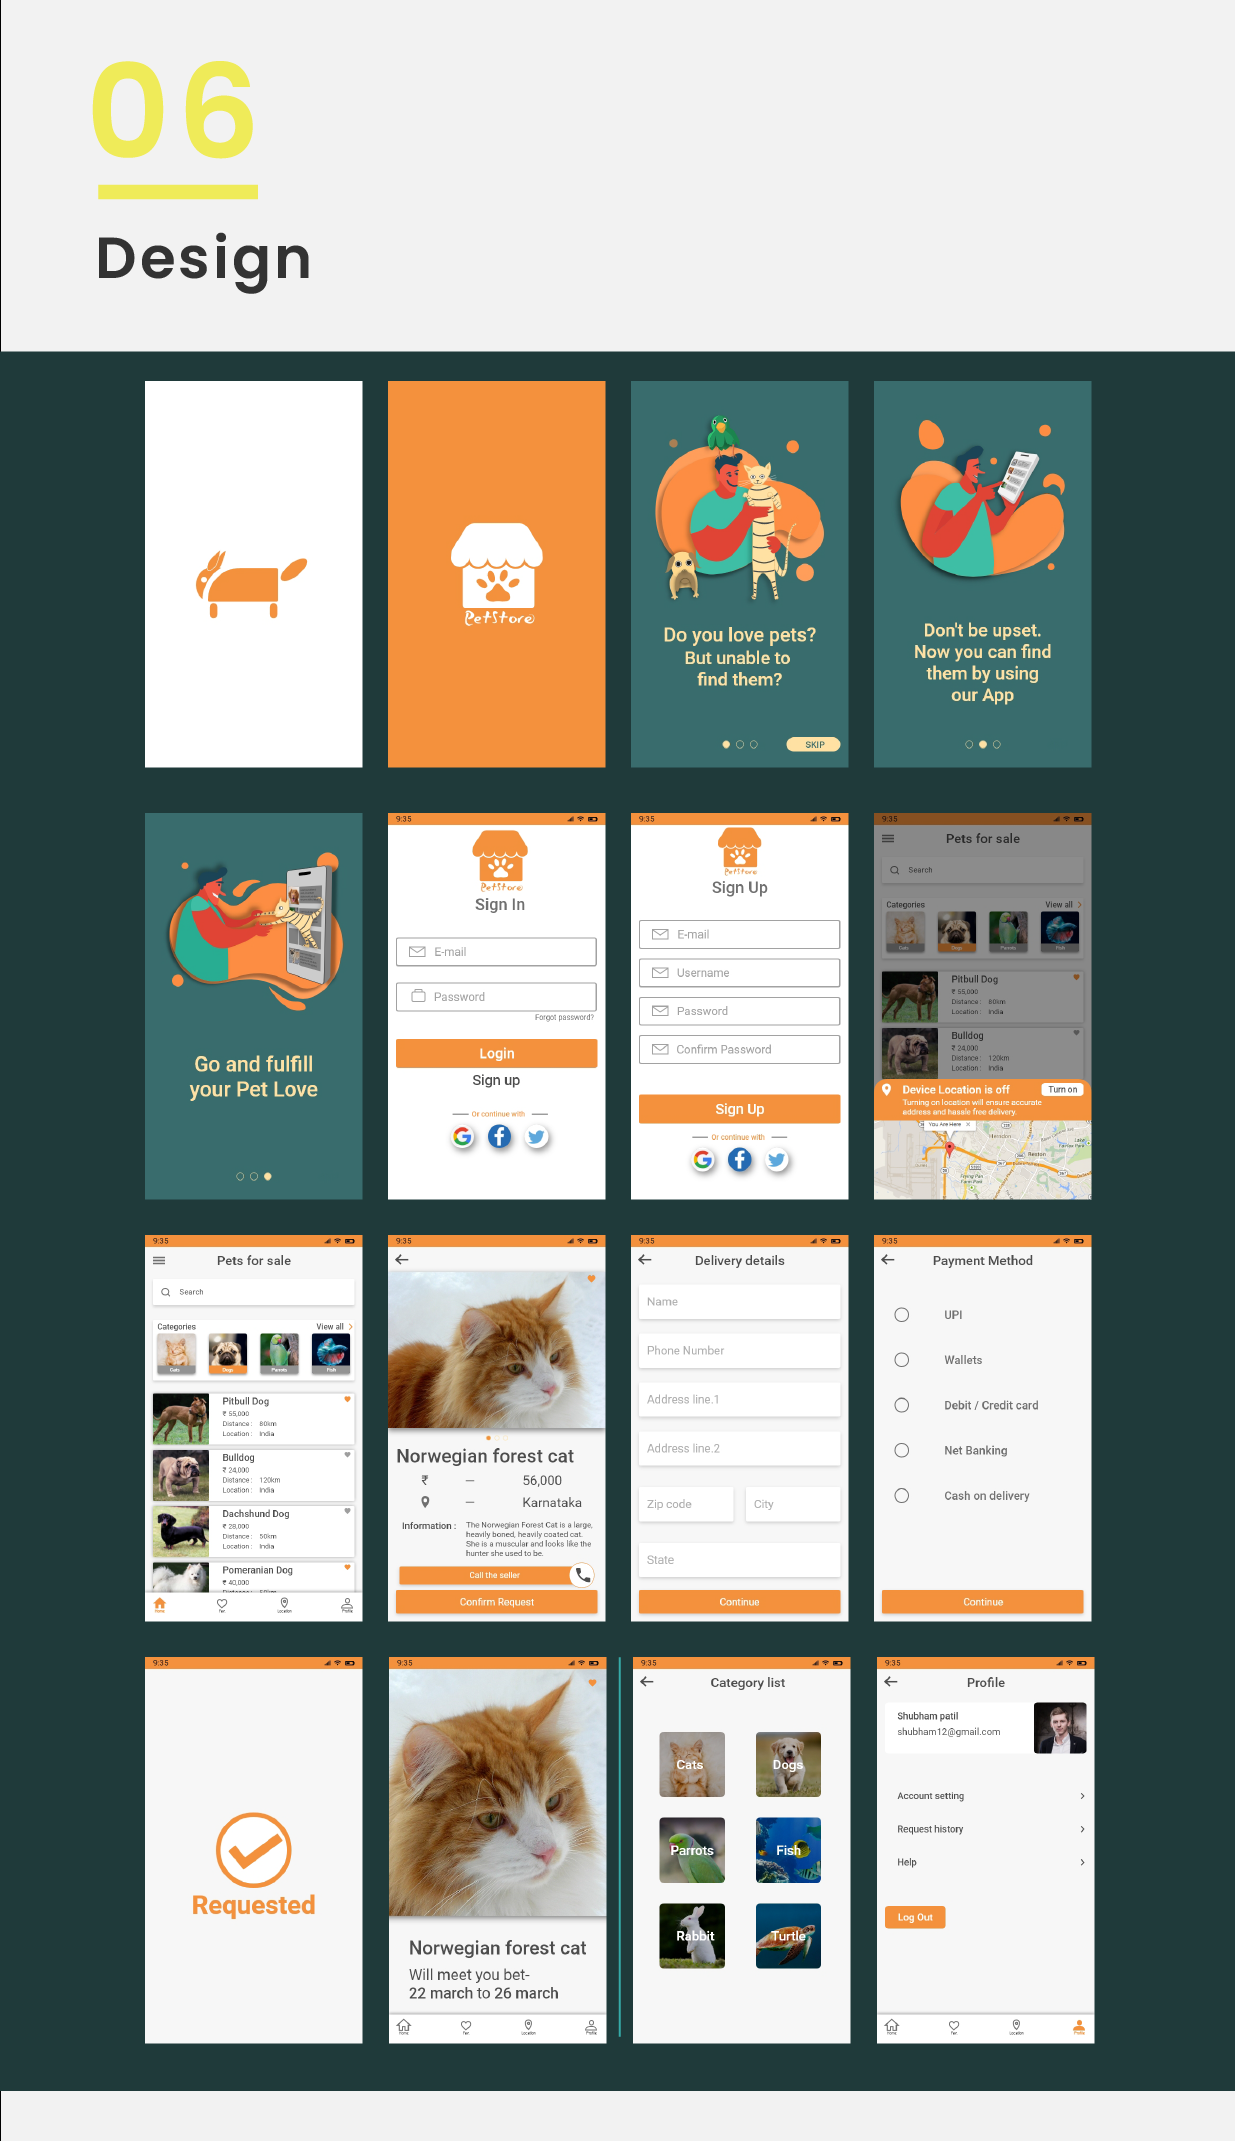 06
Design
PetStore
Do you love pets?
But unable to
find them?
SKIP
Don't be upset.
Now you can find
them by using
our App
Go and fulfill
your Pet Love
9:35
PetStore
Sign In
E-mail
Password
Forgot password?
Login
Sign up
Or continue with
9:35
PetStore
Sign Up
E-mail
Username
Password
Confirm Password
Sign Up
Or continue with
9:35
Pets for sale
Search
Categories View all
Cats Dogs Parrots Fish
Pitbull Dog
₹ 55,000
Distance : 80km
Location : India
Bulldog
₹ 24,000
Distance : 120km
Location : India
Device Location is off Turn on
Turning on location will ensure accurate
address and hassle free delivery.
You Are Here
Herndon
Reston
Lake
Fairfax Park
Frying Pan
Farm Park
9:35
Pets for sale
Search
Categories View all
Cats Dogs Parrots Fish
Pitbull Dog
₹ 55,000
Distance : 80km
Location : India
Bulldog
₹ 24,000
Distance : 120km
Location : India
Dachshund Dog
₹ 28,000
Distance : 50km
Location : India
Pomeranian Dog
₹ 40,000
Home Fav Location Profile
9:35
Norwegian forest cat
₹ – 56,000
– Karnataka
Information : The Norwegian Forest Cat is a large,
heavily boned, heavily coated cat.
She is a muscular and looks like the
hunter she used to be.
Call the seller
Confirm Request
9:35
Delivery details
Name
Phone Number
Address line.1
Address line.2
Zip code City
State
Continue
9:35
Payment Method
UPI
Wallets
Debit / Credit card
Net Banking
Cash on delivery
Continue
9:35
Requested
9:35
Norwegian forest cat
Will meet you bet-
22 march to 26 march
Home Fav Location Profile
9:35
Category list
Cats Dogs
Parrots Fish
Rabbit Turtle
9:35
Profile
Shubham patil
shubham12@gmail.com
Account setting
Request history
Help
Log Out
Home Fav Location Profile